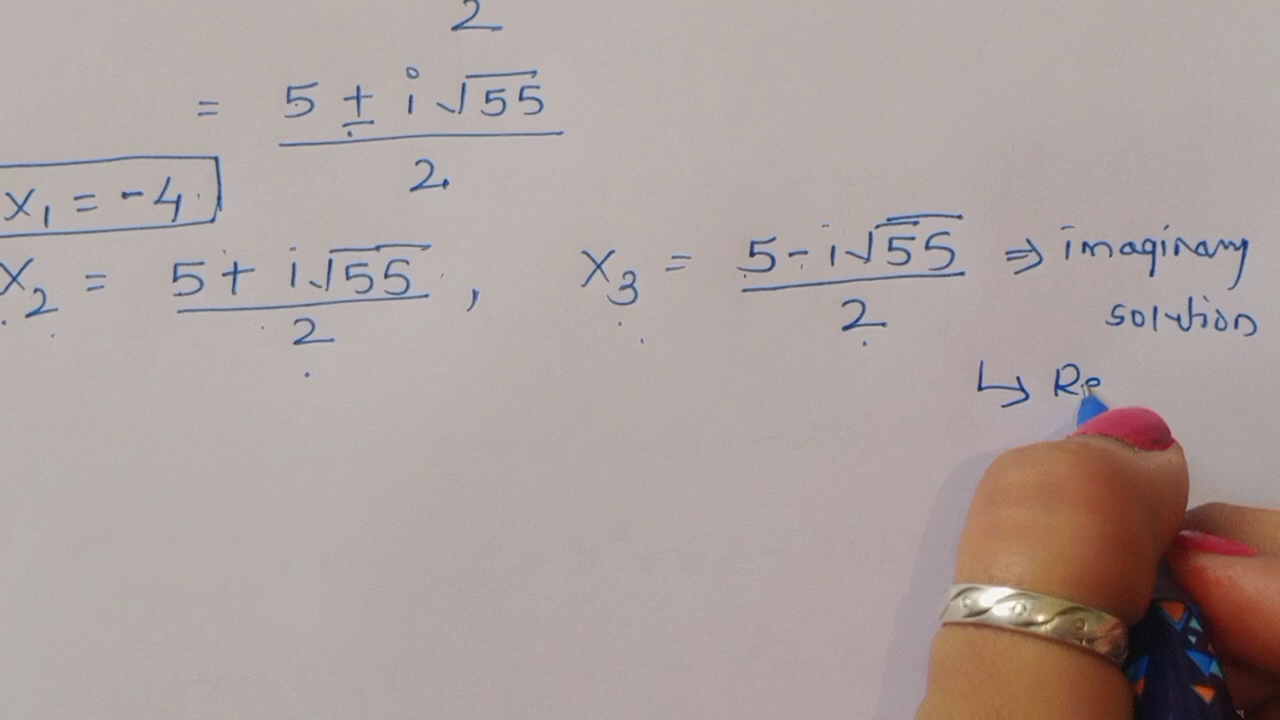 2
= 5 ± i√55
2
x₁ = -4
x₂ = 5 + i√55 / 2 , x₃ = 5 - i√55 / 2 ⇒ imaginary
solution
↳ Re